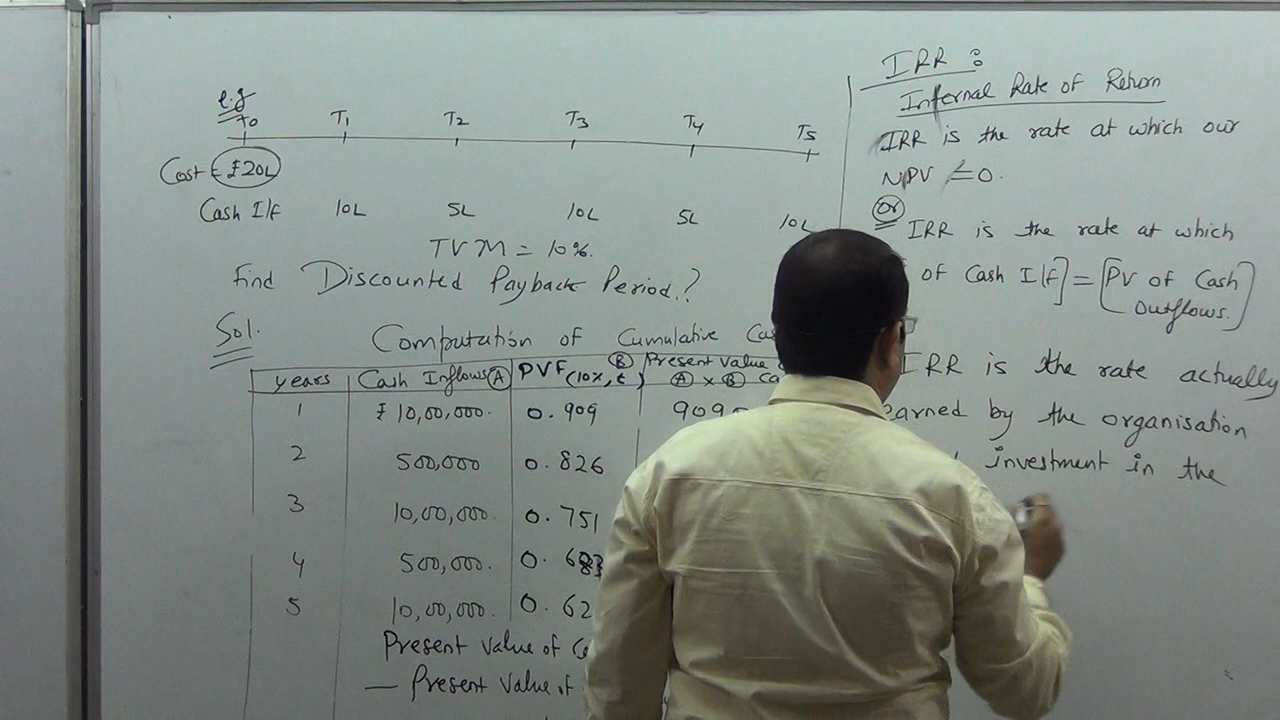 e.g
T0 T1 T2 T3 T4 T5
Cost ₹20L
Cash I/f 10L 5L 10L 5L 10L
TVM = 10%.
Find Discounted Payback Period.?
Sol.
Computation of Cumulative
years Cash Inflows (A) PVF(10%, t) (B) Present Value
(A) x (B)
1 ₹10,00,000. 0.909 909
2 500,000 0.826
3 10,00,000. 0.751
4 500,000. 0.683
5 10,00,000. 0.62
Present Value of
— Present Value of
IRR :
Internal Rate of Return
IRR is the rate at which our
NPV = 0.
Or
IRR is the rate at which
of Cash I/f] = [PV of Cash
Outflows.]
IRR is the rate actually
earned by the organisation
investment in the